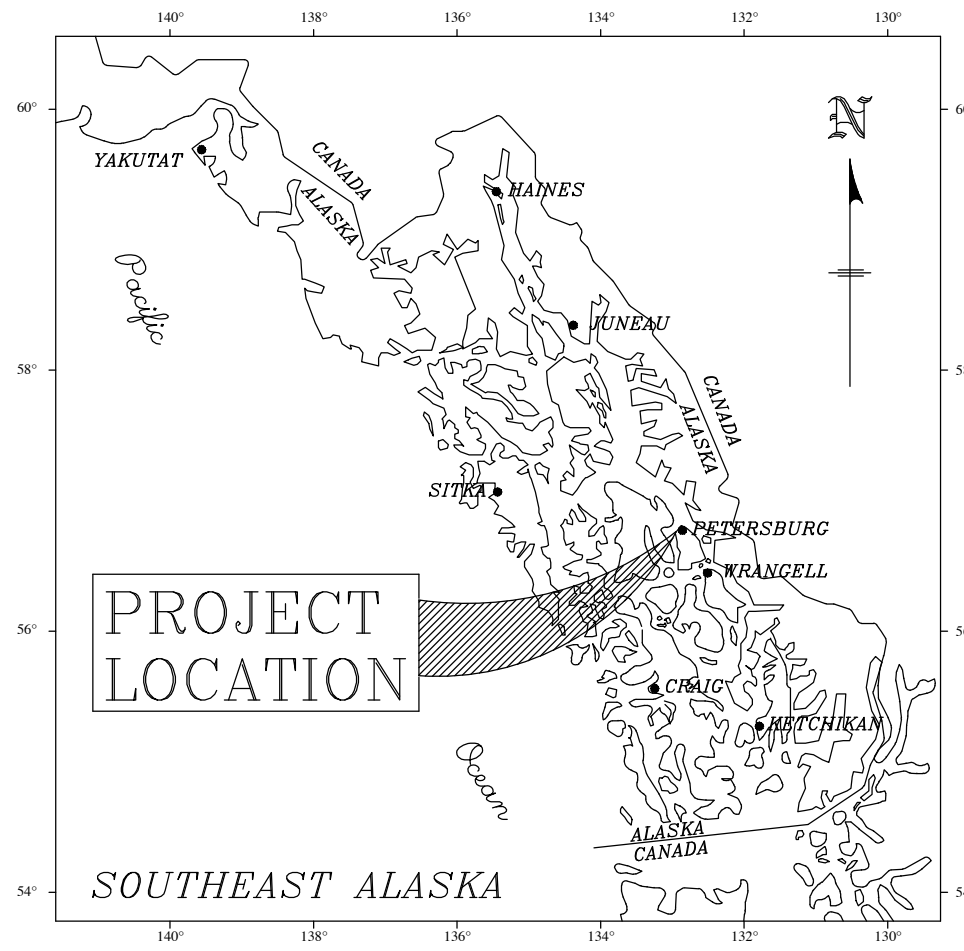 140° 138° 136° 134° 132° 130°
60°
N
YAKUTAT
CANADA
ALASKA
HAINES
Pacific
JUNEAU
58°
CANADA
ALASKA
SITKA
PETERSBURG
WRANGELL
PROJECT
LOCATION
56°
CRAIG
KETCHIKAN
Ocean
ALASKA
CANADA
SOUTHEAST ALASKA
54°
140° 138° 136° 134° 132° 130°